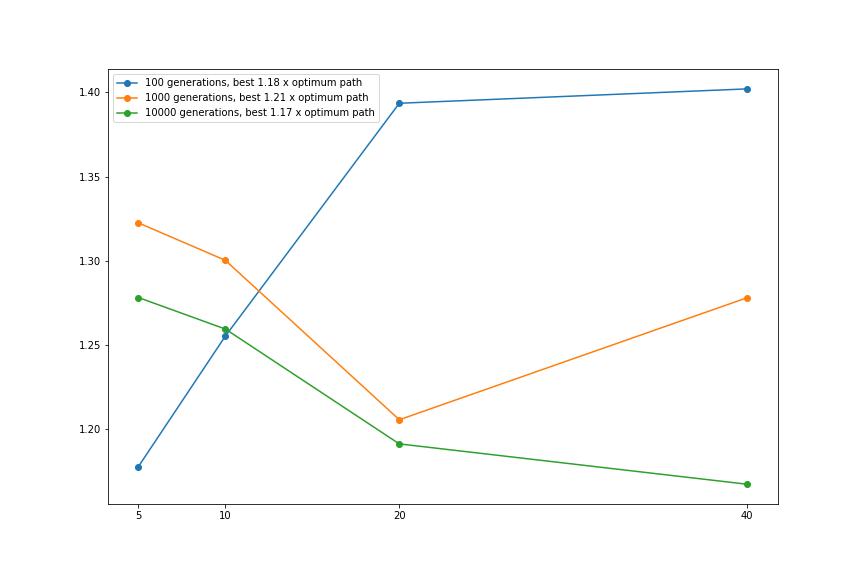 100 generations, best 1.18 x optimum path
1000 generations, best 1.21 x optimum path
10000 generations, best 1.17 x optimum path
1.40
1.35
1.30
1.25
1.20
5 10 20 40